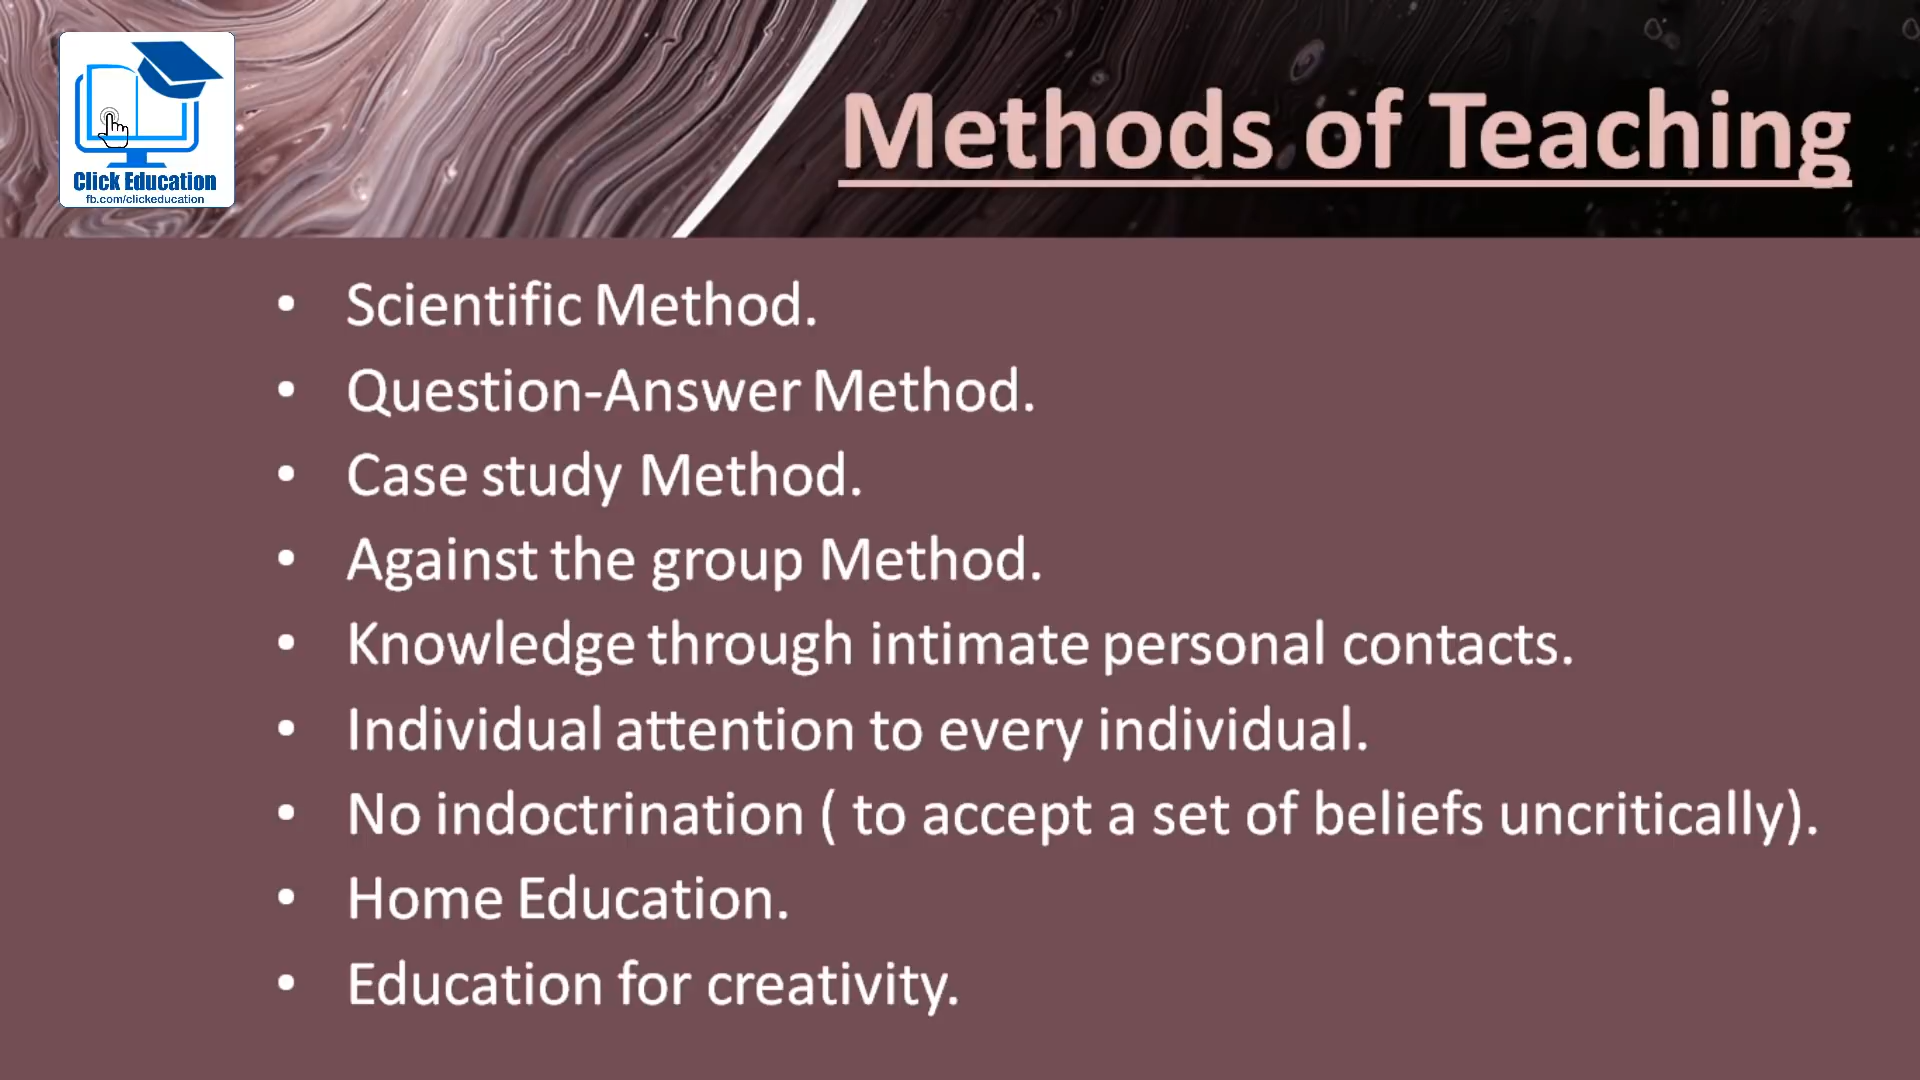 Click Education
fb.com/clickeducation
Methods of Teaching
• Scientific Method.
• Question-Answer Method.
• Case study Method.
• Against the group Method.
• Knowledge through intimate personal contacts.
• Individual attention to every individual.
• No indoctrination ( to accept a set of beliefs uncritically).
• Home Education.
• Education for creativity.